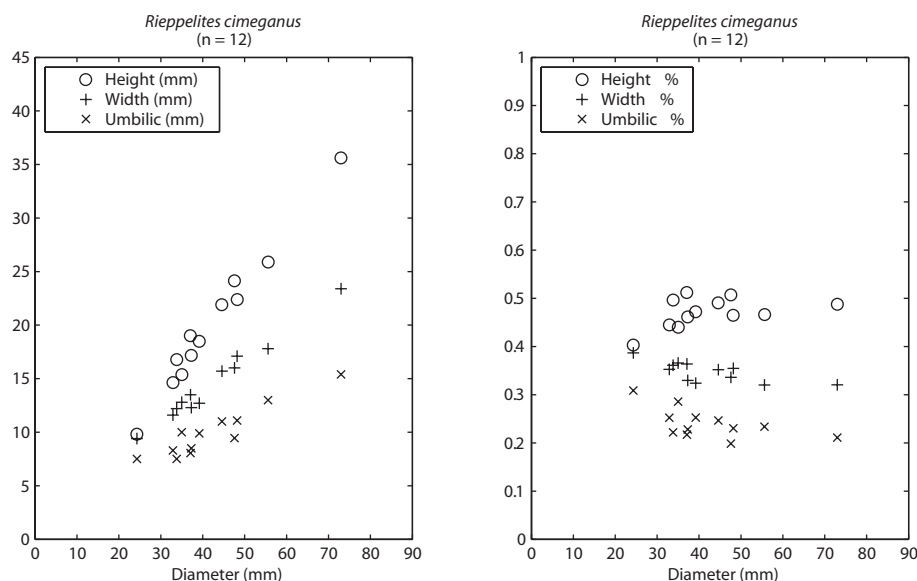 Rieppelites cimeganus
(n = 12)
45
40
35
30
25
20
15
10
5
0
Height (mm)
Width (mm)
Umbilic (mm)
0 10 20 30 40 50 60 70 80 90
Diameter (mm)
Rieppelites cimeganus
(n = 12)
1
0.9
0.8
0.7
0.6
0.5
0.4
0.3
0.2
0.1
0
Height %
Width %
Umbilic %
0 10 20 30 40 50 60 70 80 90
Diameter (mm)